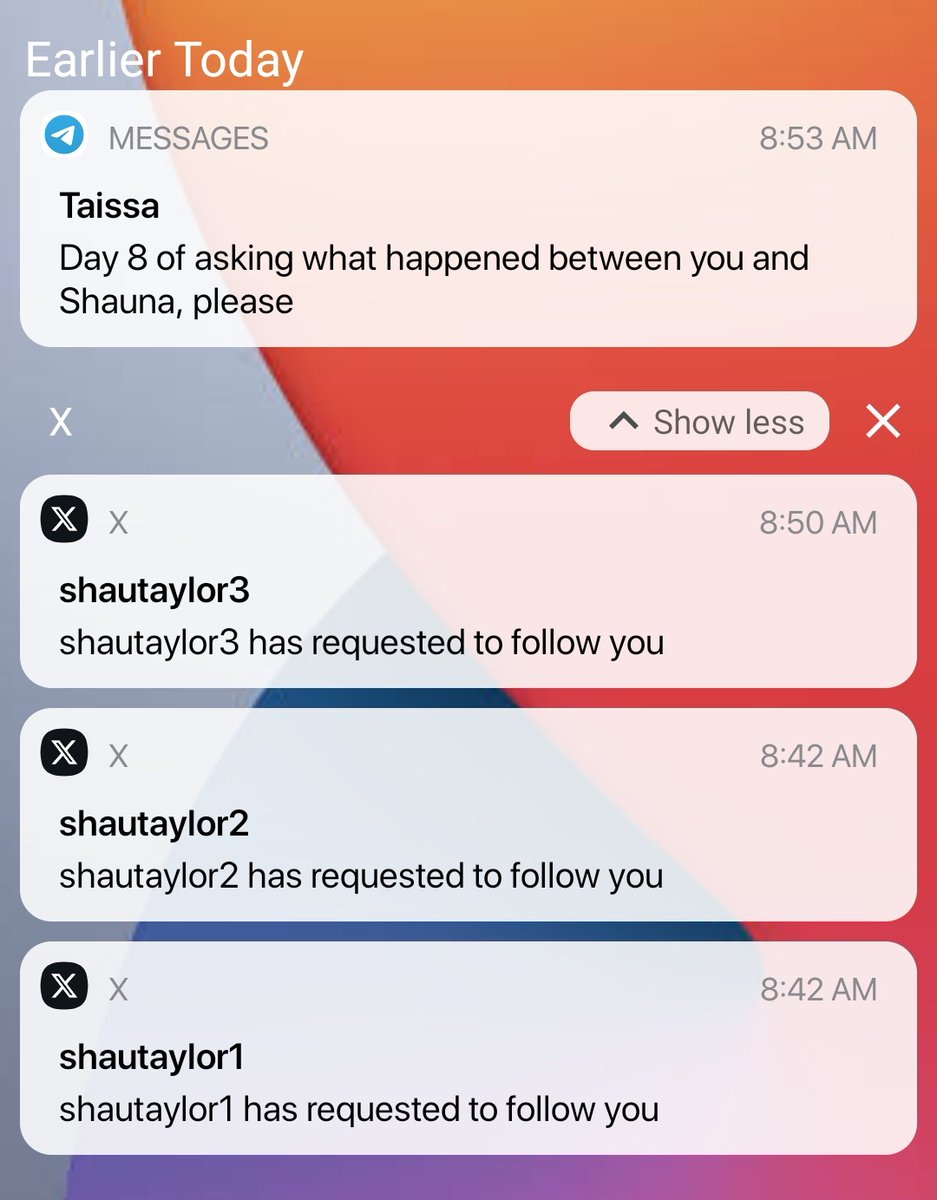 Earlier Today
MESSAGES 8:53 AM
Taissa
Day 8 of asking what happened between you and
Shauna, please
X Show less
X 8:50 AM
shautaylor3
shautaylor3 has requested to follow you
X 8:42 AM
shautaylor2
shautaylor2 has requested to follow you
X 8:42 AM
shautaylor1
shautaylor1 has requested to follow you